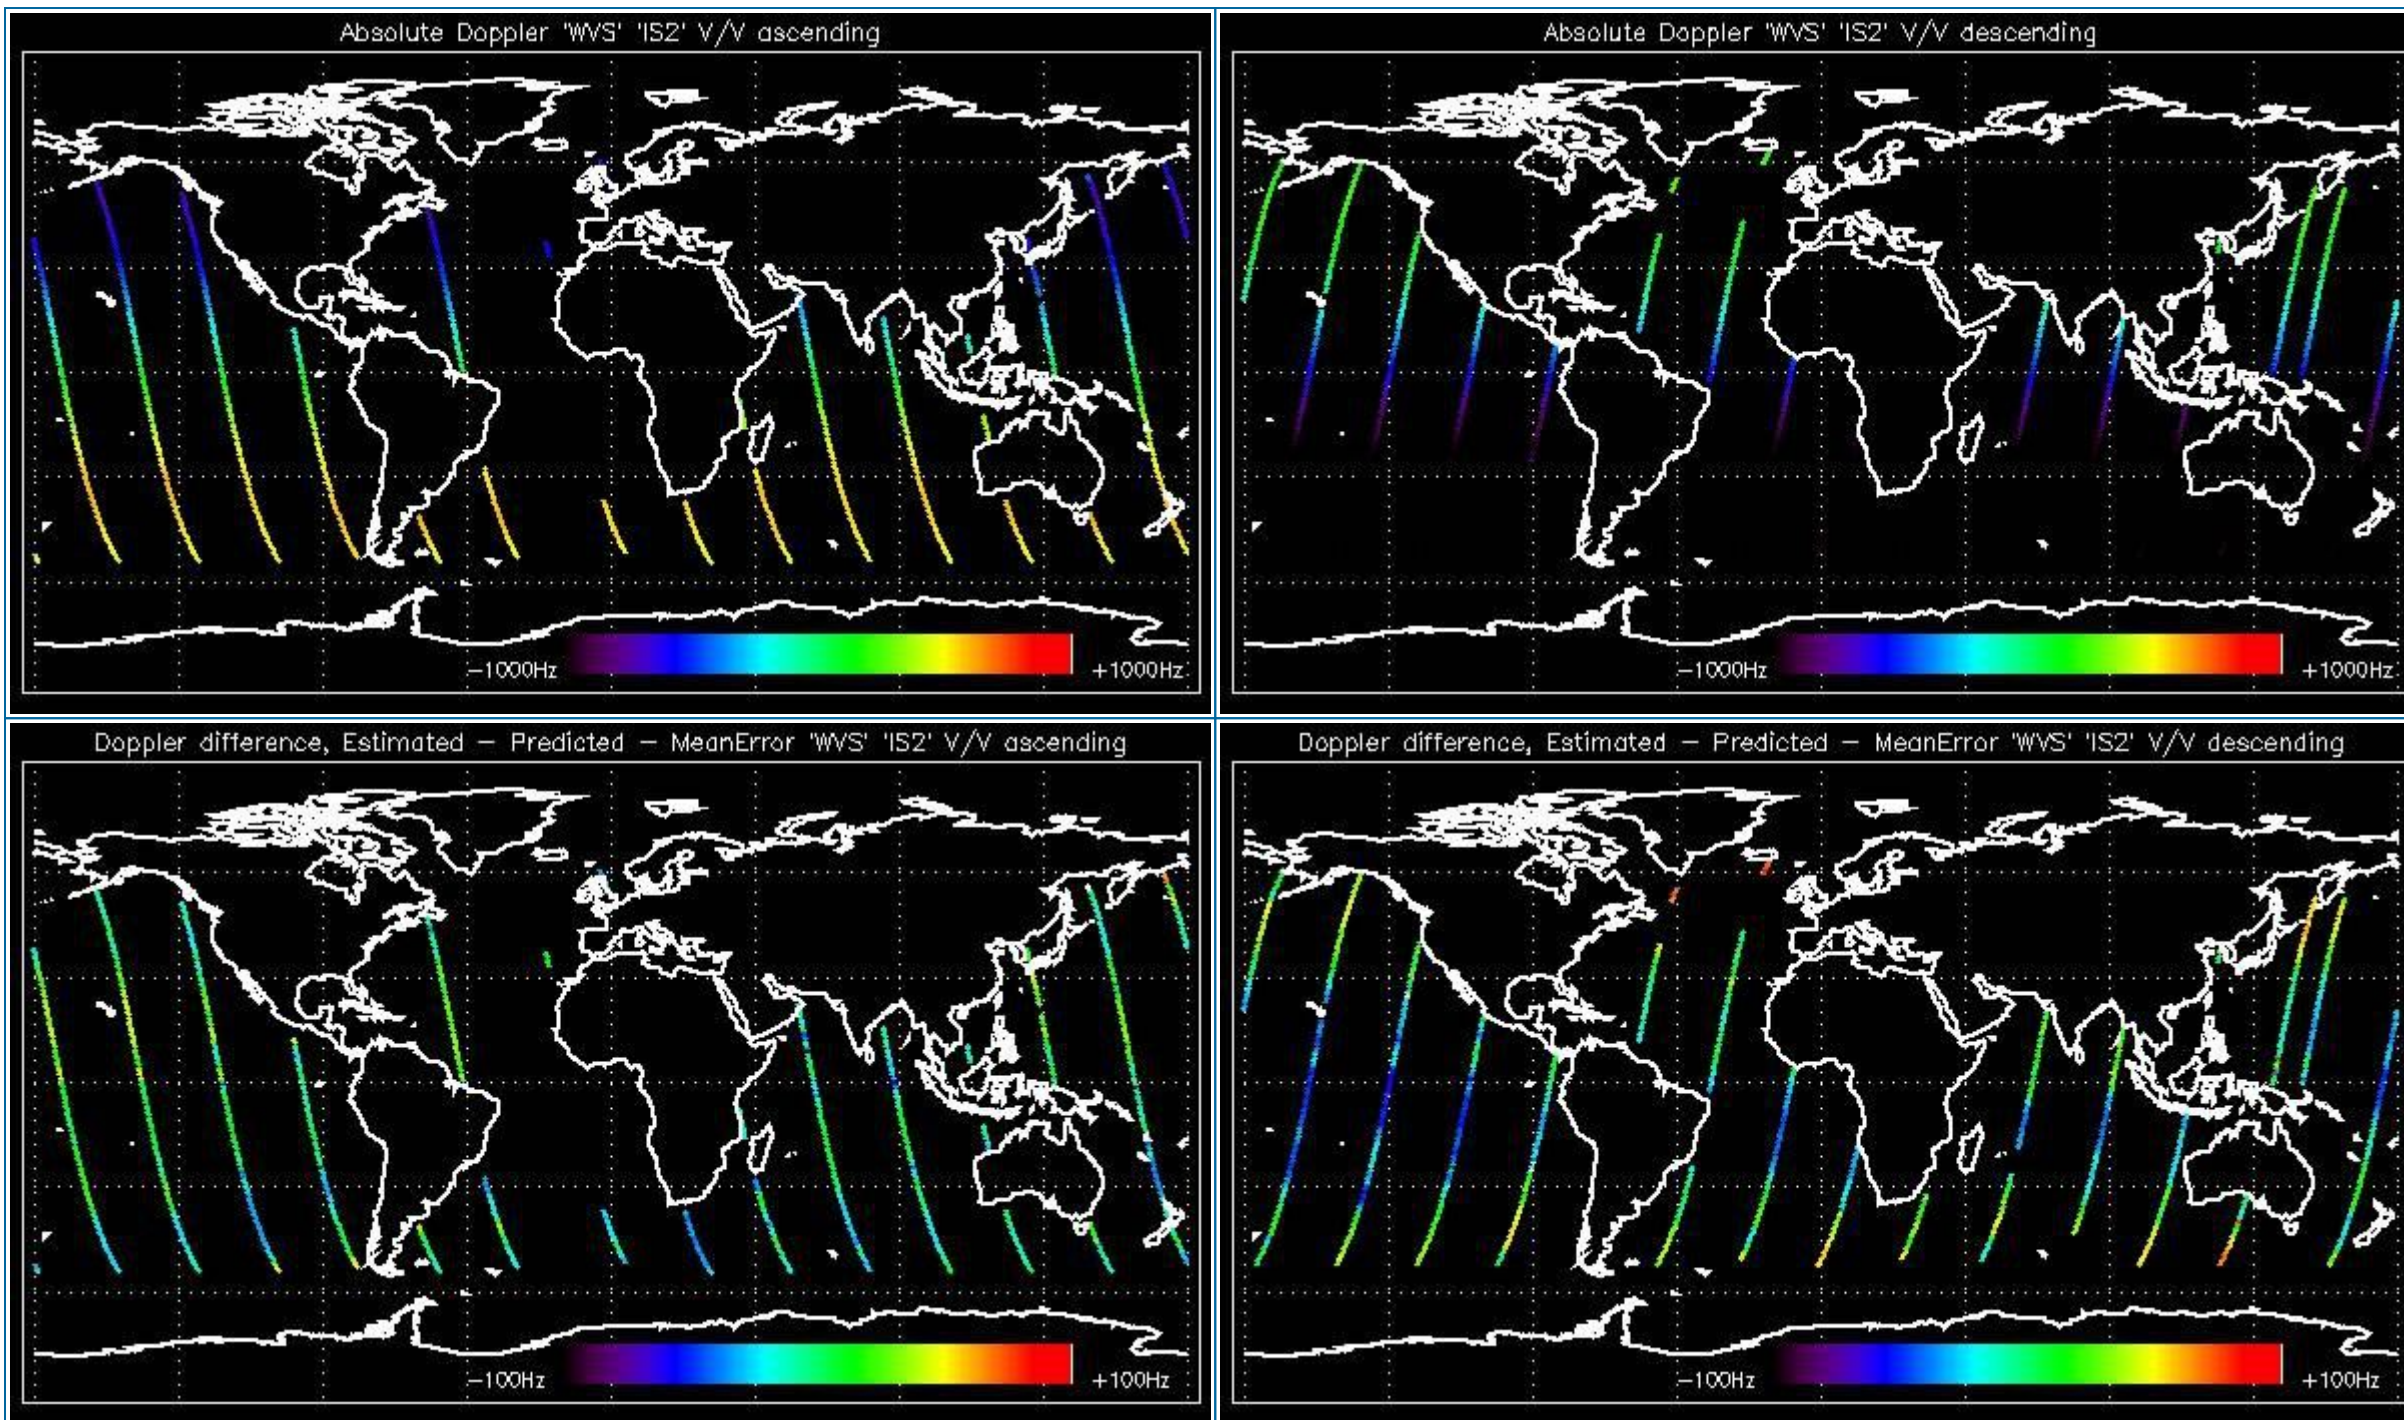 Absolute Doppler 'WVS' 'IS2' V/V ascending
-1000Hz
+1000Hz
Absolute Doppler 'WVS' 'IS2' V/V descending
-1000Hz
+1000Hz
Doppler difference, Estimated - Predicted - MeanError 'WVS' 'IS2' V/V ascending
-100Hz
+100Hz
Doppler difference, Estimated - Predicted - MeanError 'WVS' 'IS2' V/V descending
-100Hz
+100Hz